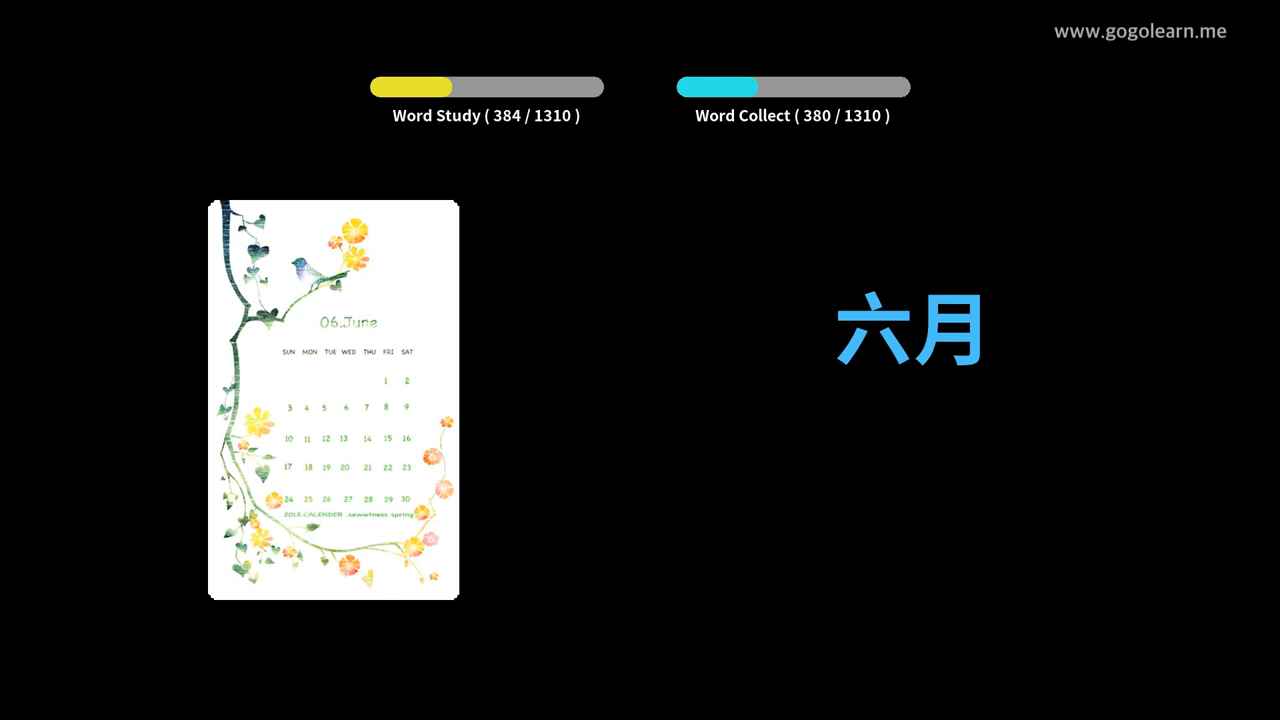 www.gogolearn.me
Word Study ( 384 / 1310 )
Word Collect ( 380 / 1310 )
06.June
SUN MON TUE WED THU FRI SAT
1 2
3 4 5 6 7 8 9
10 11 12 13 14 15 16
17 18 19 20 21 22 23
24 25 26 27 28 29 30
2012.CALENDER .sewwtness spring
六月